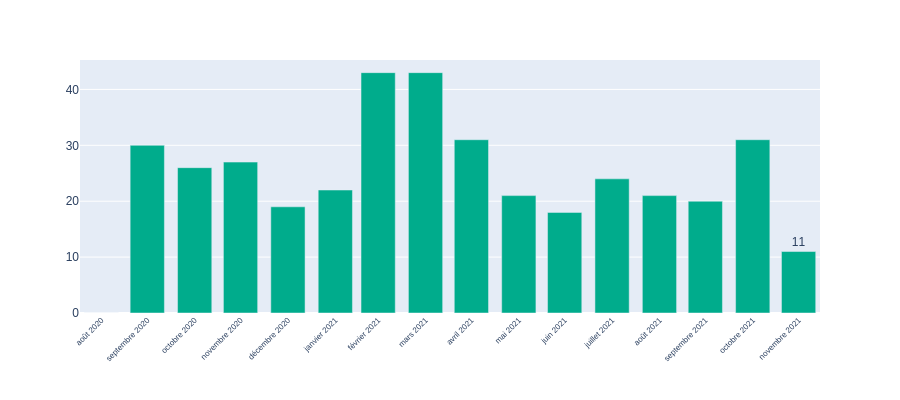 40
30
20
10
0
11
août 2020
septembre 2020
octobre 2020
novembre 2020
décembre 2020
janvier 2021
février 2021
mars 2021
avril 2021
mai 2021
juin 2021
juillet 2021
août 2021
septembre 2021
octobre 2021
novembre 2021